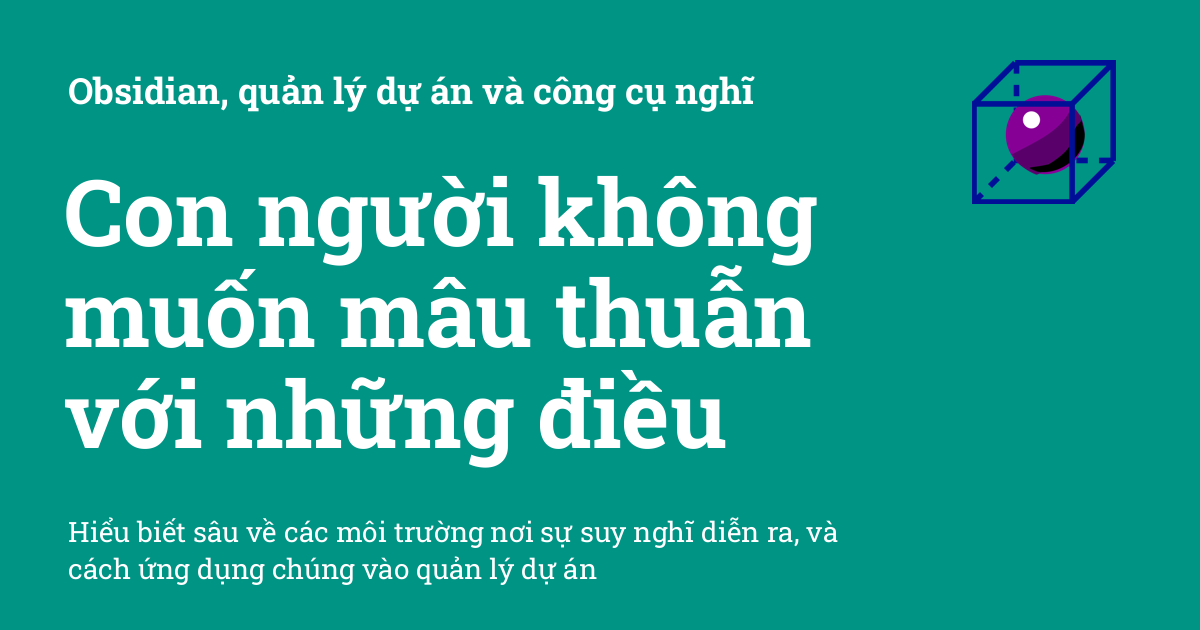 Obsidian, quản lý dự án và công cụ nghĩ
Con người không
muốn mâu thuẫn
với những điều
Hiểu biết sâu về các môi trường nơi sự suy nghĩ diễn ra, và
cách ứng dụng chúng vào quản lý dự án